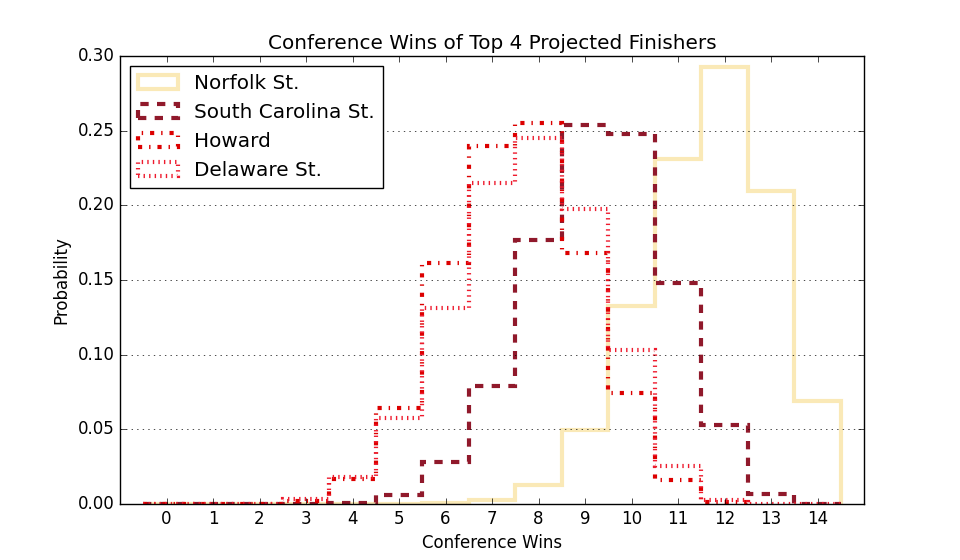 Conference Wins of Top 4 Projected Finishers
0.30
0.25
0.20
0.15
0.10
0.05
0.00
Probability
Norfolk St.
South Carolina St.
Howard
Delaware St.
0 1 2 3 4 5 6 7 8 9 10 11 12 13 14
Conference Wins